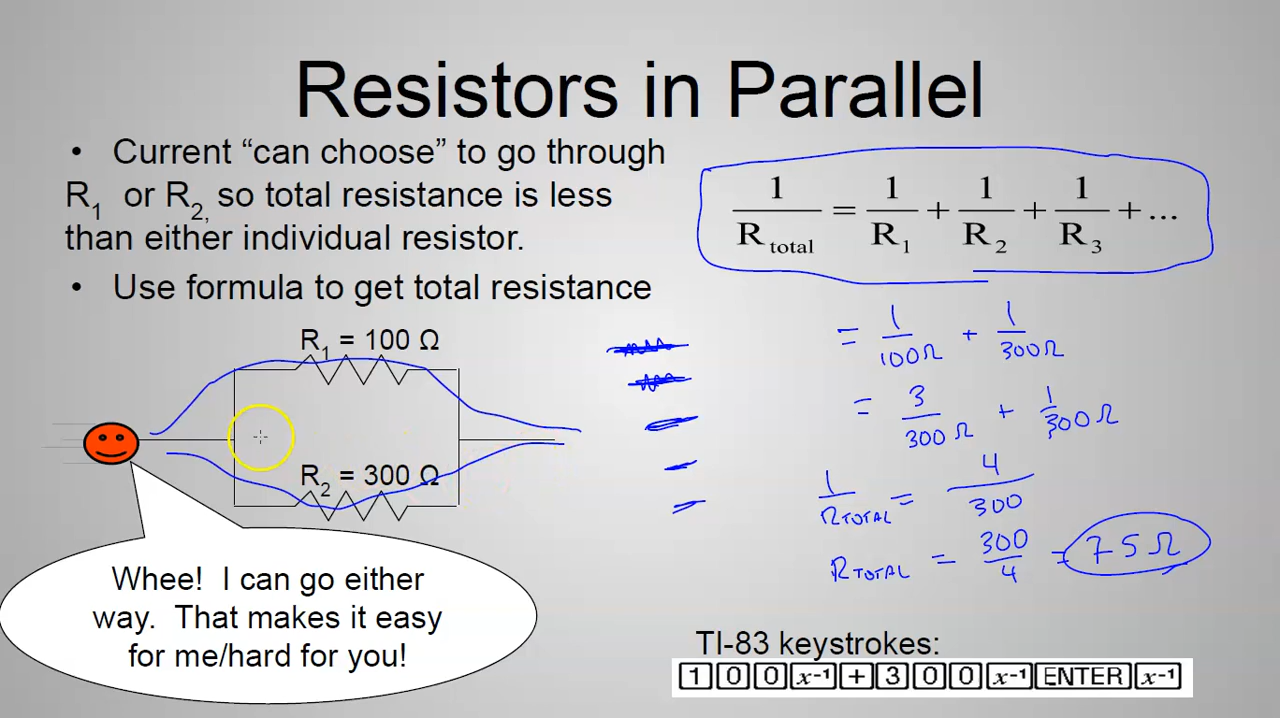 Resistors in Parallel
• Current “can choose” to go through
R1 or R2, so total resistance is less
than either individual resistor.
• Use formula to get total resistance
1/R total = 1/R1 + 1/R2 + 1/R3 + ...
= 1/100Ω + 1/300Ω
= 3/300Ω + 1/300Ω
1/RTOTAL = 4/300
RTOTAL = 300/4 = 75Ω
R1 = 100 Ω
R2 = 300 Ω
Whee! I can go either
way. That makes it easy
for me/hard for you!
TI-83 keystrokes:
1 0 0 x-1 + 3 0 0 x-1 ENTER x-1